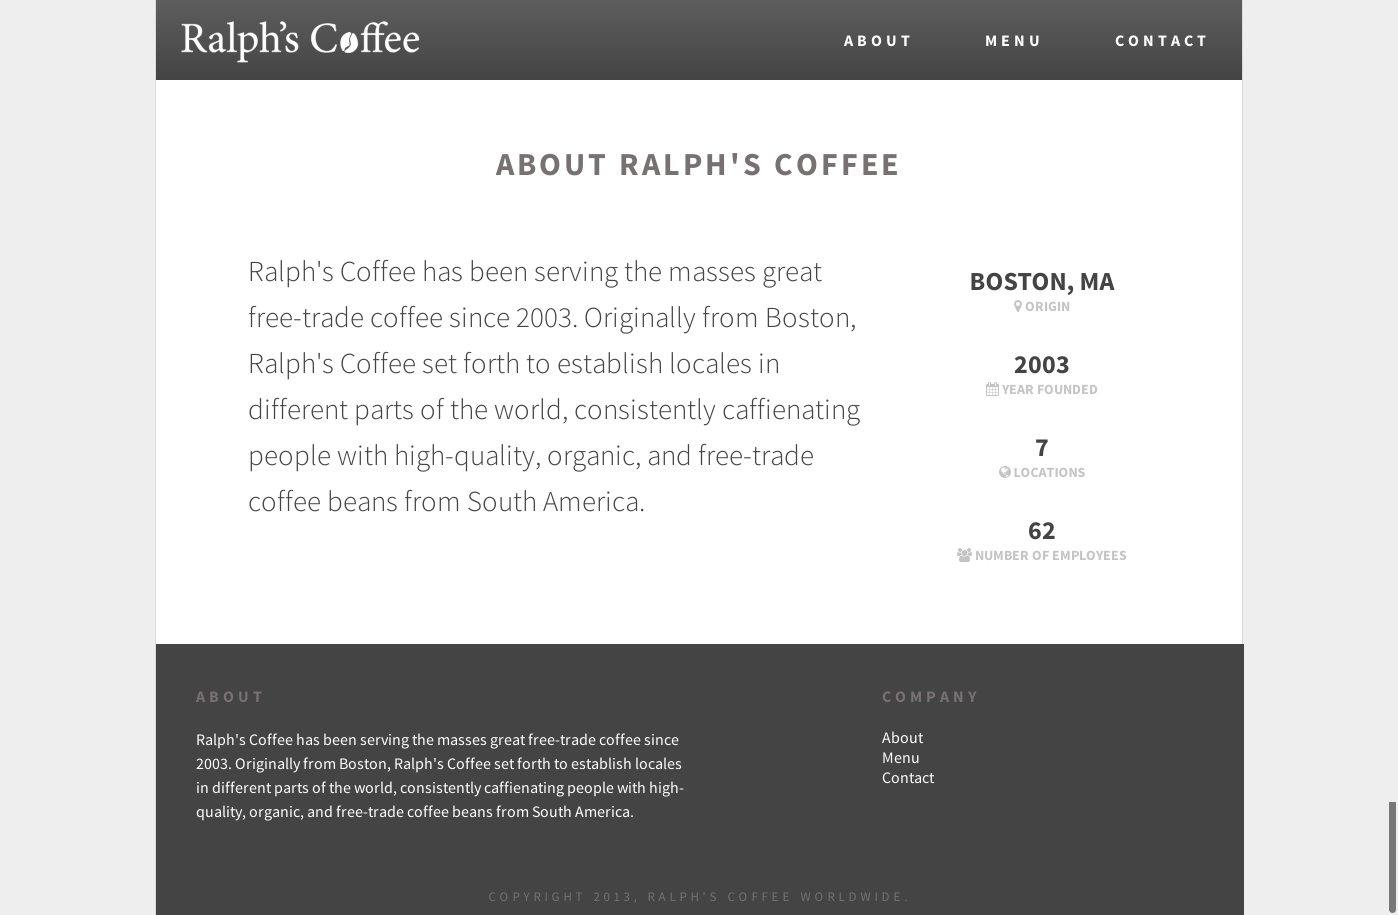 Ralph's Coffee
ABOUT MENU CONTACT
ABOUT RALPH'S COFFEE
Ralph's Coffee has been serving the masses great
free-trade coffee since 2003. Originally from Boston,
Ralph's Coffee set forth to establish locales in
different parts of the world, consistently caffienating
people with high-quality, organic, and free-trade
coffee beans from South America.
BOSTON, MA
ORIGIN
2003
YEAR FOUNDED
7
LOCATIONS
62
NUMBER OF EMPLOYEES
ABOUT
Ralph's Coffee has been serving the masses great free-trade coffee since
2003. Originally from Boston, Ralph's Coffee set forth to establish locales
in different parts of the world, consistently caffienating people with high-
quality, organic, and free-trade coffee beans from South America.
COMPANY
About
Menu
Contact
COPYRIGHT 2013, RALPH'S COFFEE WORLDWIDE.